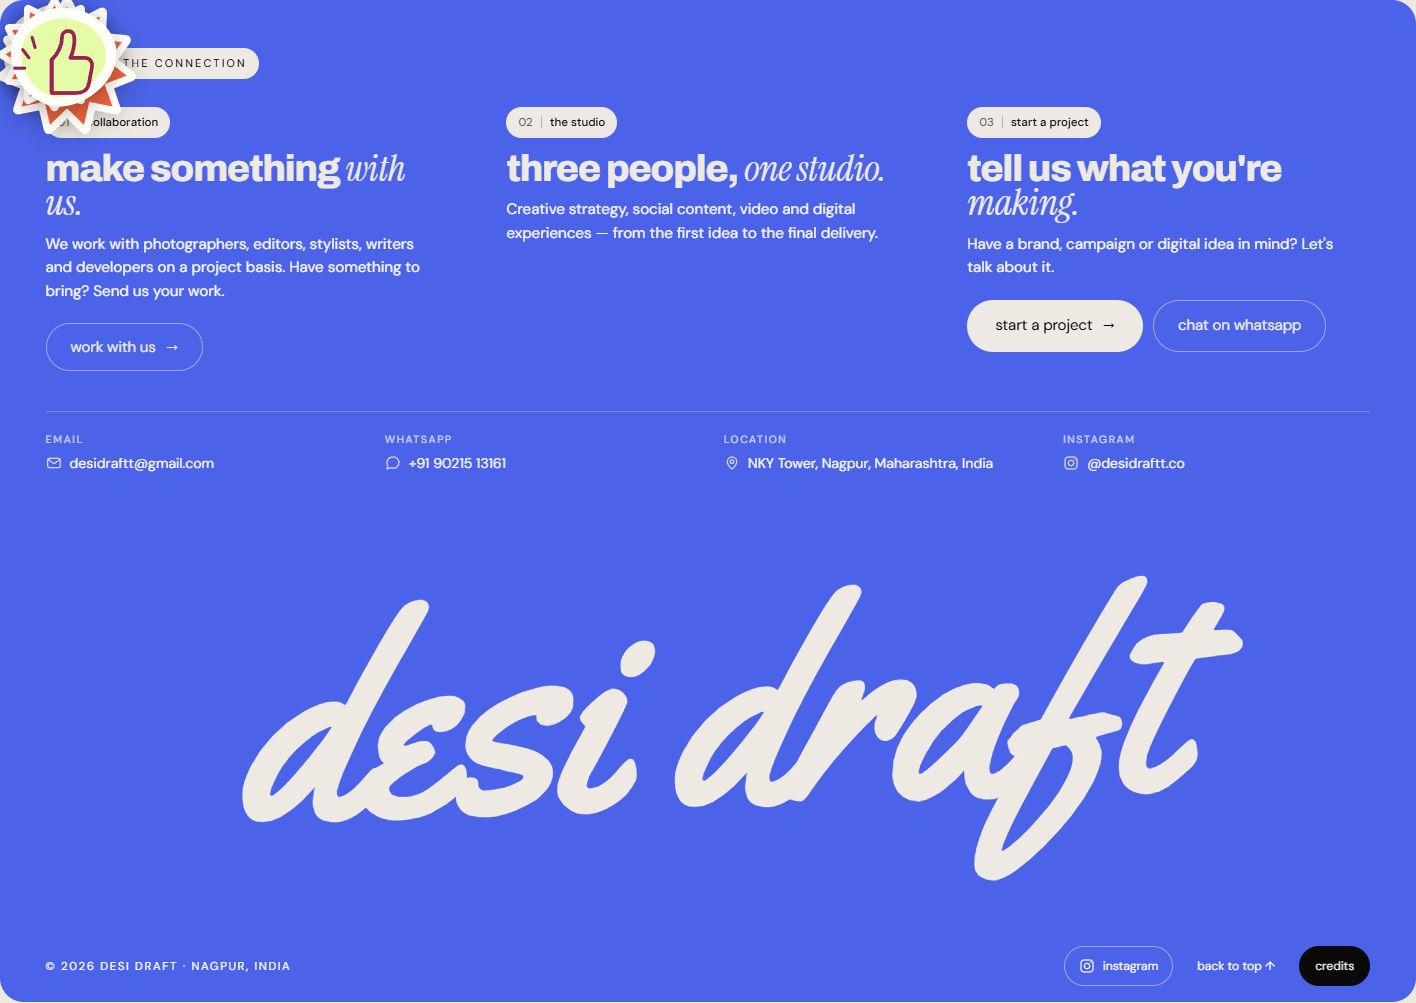 THE CONNECTION
collaboration
make something with
us.
We work with photographers, editors, stylists, writers
and developers on a project basis. Have something to
bring? Send us your work.
work with us →
02 | the studio
three people, one studio.
Creative strategy, social content, video and digital
experiences — from the first idea to the final delivery.
03 | start a project
tell us what you're
making.
Have a brand, campaign or digital idea in mind? Let's
talk about it.
start a project →
chat on whatsapp
EMAIL
desidraftt@gmail.com
WHATSAPP
+91 90215 13161
LOCATION
NKY Tower, Nagpur, Maharashtra, India
INSTAGRAM
@desidraftt.co
desi draft
© 2026 DESI DRAFT · NAGPUR, INDIA
instagram
back to top ↑
credits